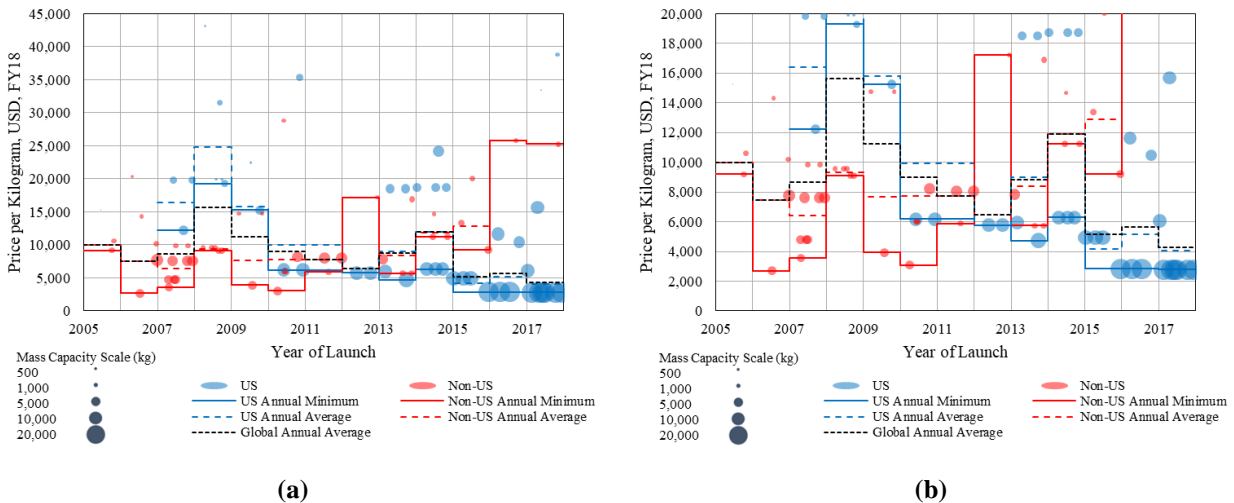 45,000
40,000
35,000
30,000
25,000
20,000
15,000
10,000
5,000
0
Price per Kilogram, USD, FY18
2005 2007 2009 2011 2013 2015 2017
Year of Launch
Mass Capacity Scale (kg)
500
1,000
5,000
10,000
20,000
US
Non-US
US Annual Minimum
Non-US Annual Minimum
US Annual Average
Non-US Annual Average
Global Annual Average
(a)
20,000
18,000
16,000
14,000
12,000
10,000
8,000
6,000
4,000
2,000
0
Price per Kilogram, USD, FY18
2005 2007 2009 2011 2013 2015 2017
Year of Launch
Mass Capacity Scale (kg)
500
1,000
5,000
10,000
20,000
US
Non-US
US Annual Minimum
Non-US Annual Minimum
US Annual Average
Non-US Annual Average
Global Annual Average
(b)